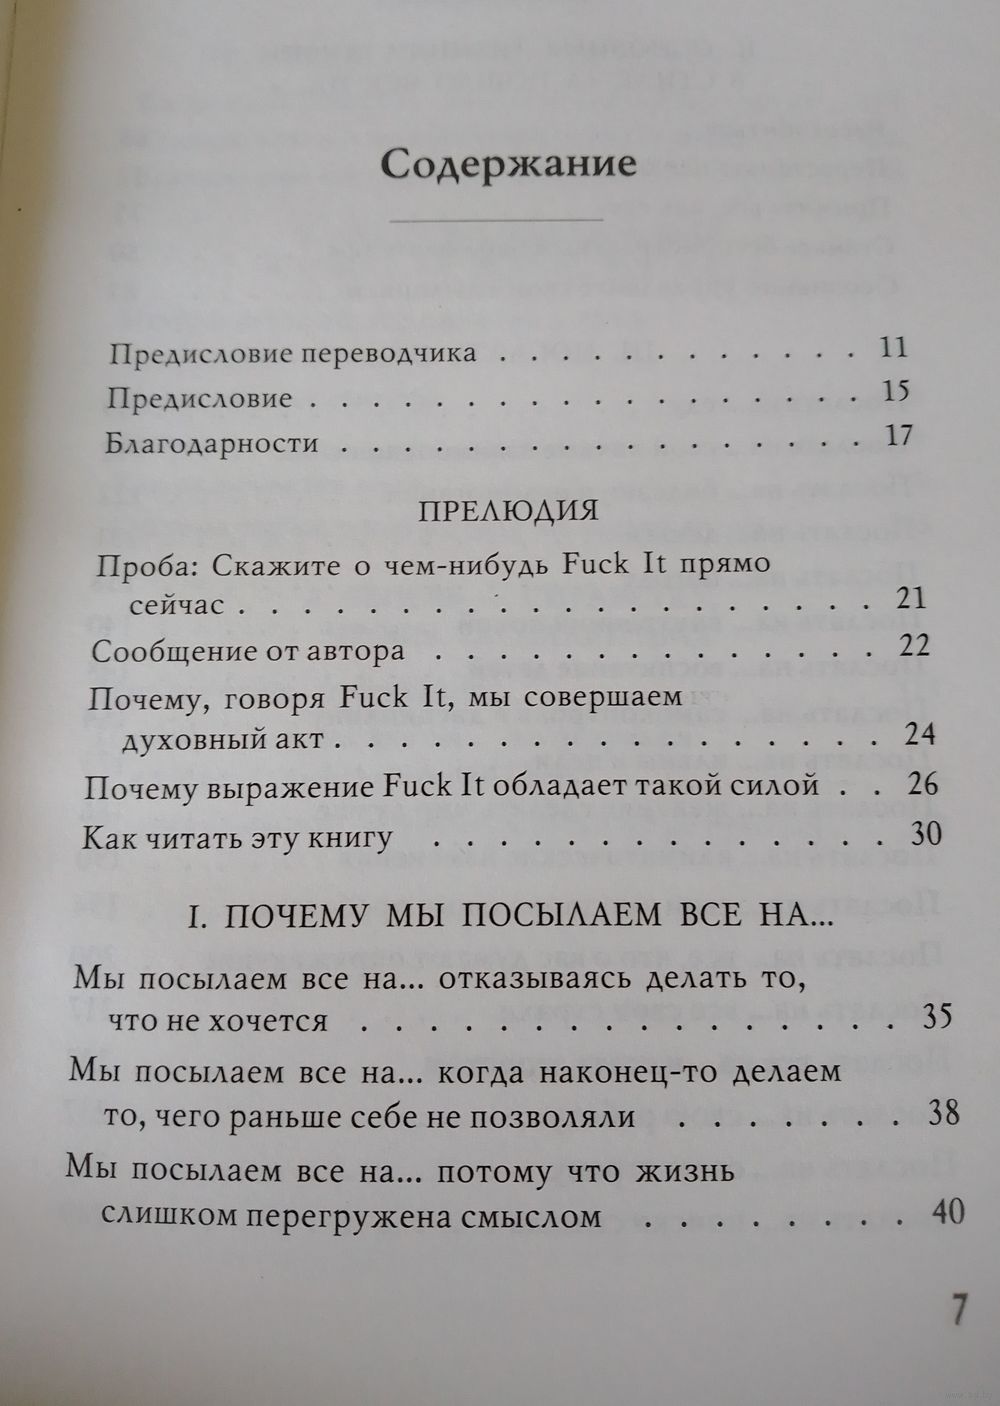 Содержание
Предисловие переводчика . . . . . . . . . . . . 11
Предисловие . . . . . . . . . . . . . . . . . . 15
Благодарности . . . . . . . . . . . . . . . . . 17
ПРЕЛЮДИЯ
Проба: Скажите о чем-нибудь Fuck It прямо
сейчас . . . . . . . . . . . . . . . . . . . . 21
Сообщение от автора . . . . . . . . . . . . . . 22
Почему, говоря Fuck It, мы совершаем
духовный акт . . . . . . . . . . . . . . . . . 24
Почему выражение Fuck It обладает такой силой . . 26
Как читать эту книгу . . . . . . . . . . . . . . 30
I. ПОЧЕМУ МЫ ПОСЫЛАЕМ ВСЕ НА...
Мы посылаем все на... отказываясь делать то,
что не хочется . . . . . . . . . . . . . . . . 35
Мы посылаем все на... когда наконец-то делаем
то, чего раньше себе не позволяли . . . . . . . 38
Мы посылаем все на... потому что жизнь
слишком перегружена смыслом . . . . . . . . 40
7